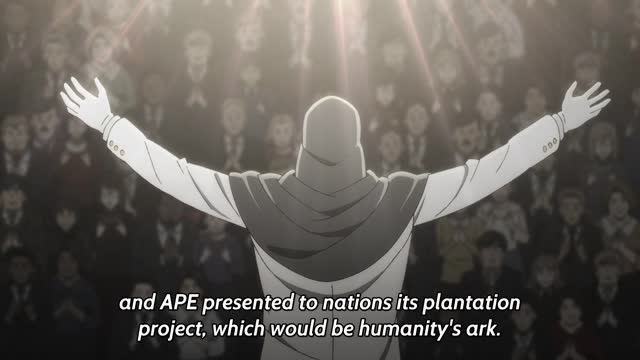 and APE presented to nations its plantation
project, which would be humanity's ark.